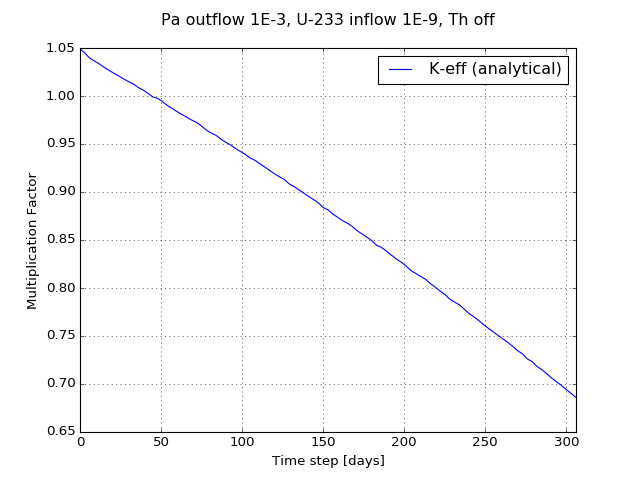 Pa outflow 1E-3, U-233 inflow 1E-9, Th off
K-eff (analytical)
Multiplication Factor
1.05
1.00
0.95
0.90
0.85
0.80
0.75
0.70
0.65
0 50 100 150 200 250 300
Time step [days]